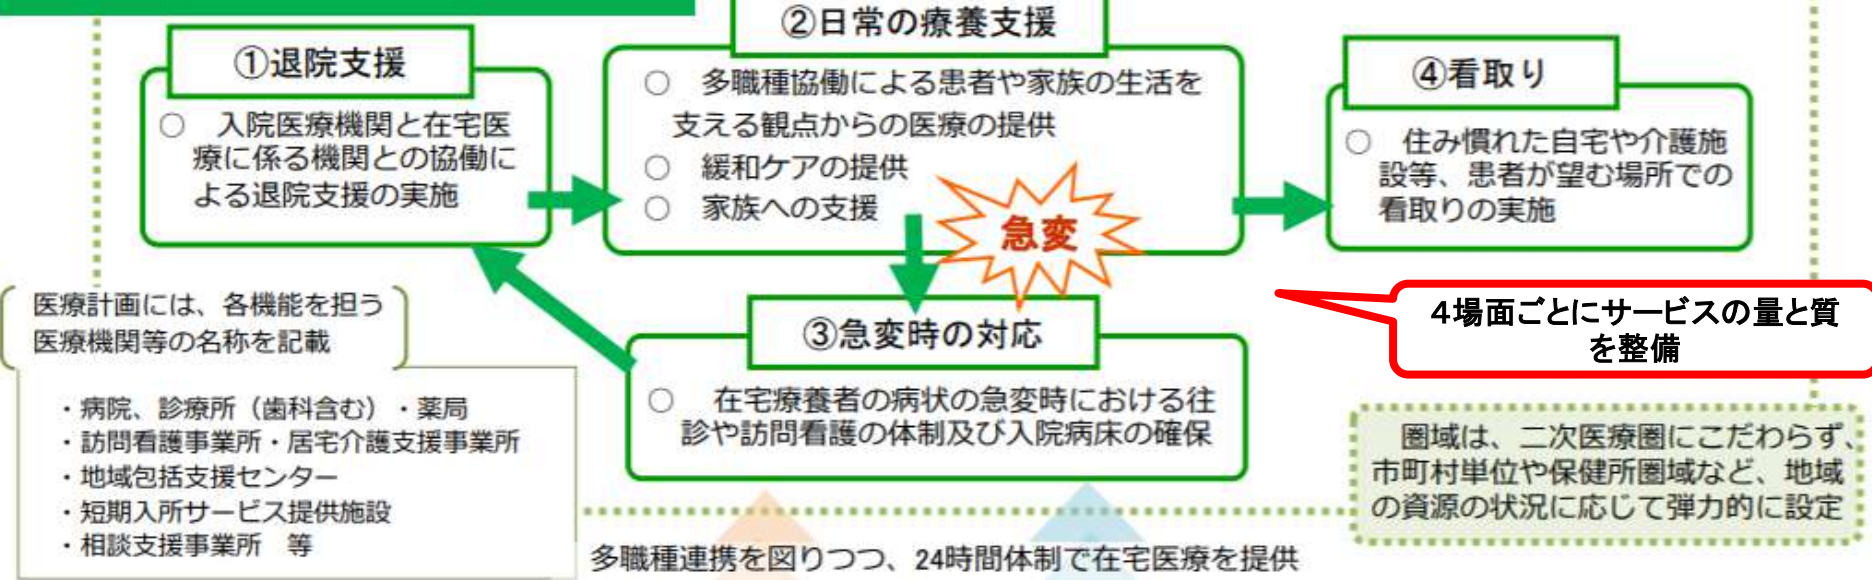 ①退院支援
○　入院医療機関と在宅医
療に係る機関との協働に
よる退院支援の実施
②日常の療養支援
○　多職種協働による患者や家族の生活を
支える観点からの医療の提供
○　緩和ケアの提供
○　家族への支援
急変
③急変時の対応
○　在宅療養者の病状の急変時における往
診や訪問看護の体制及び入院病床の確保
④看取り
○　住み慣れた自宅や介護施
設等、患者が望む場所での
看取りの実施
4場面ごとにサービスの量と質
を整備
医療計画には、各機能を担う
医療機関等の名称を記載
・病院、診療所（歯科含む）・薬局
・訪問看護事業所・居宅介護支援事業所
・地域包括支援センター
・短期入所サービス提供施設
・相談支援事業所　等
圏域は、二次医療圏にこだわらず、
市町村単位や保健所圏域など、地域
の資源の状況に応じて弾力的に設定
多職種連携を図りつつ、24時間体制で在宅医療を提供